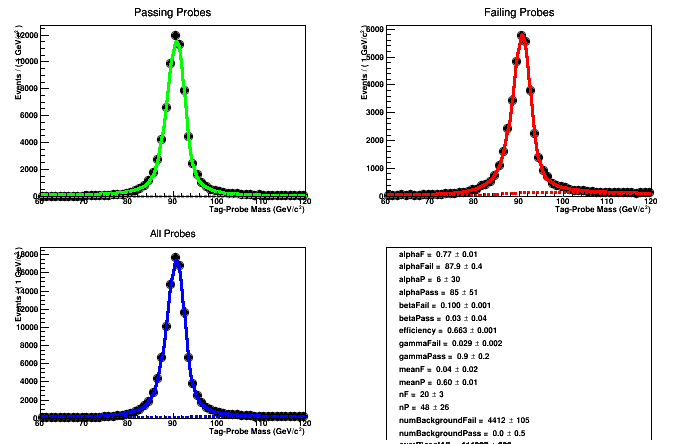 Passing Probes
Events / ( 1 GeV/c² )
12000
10000
8000
6000
4000
2000
0
60 70 80 90 100 110 120
Tag-Probe Mass (GeV/c²)
Failing Probes
Events / ( 1 GeV/c² )
6000
5000
4000
3000
2000
1000
0
60 70 80 90 100 110 120
Tag-Probe Mass (GeV/c²)
All Probes
Events / ( 1 GeV/c² )
18000
16000
14000
12000
10000
8000
6000
4000
2000
0
60 70 80 90 100 110 120
Tag-Probe Mass (GeV/c²)
alphaF = 0.77 ± 0.01
alphaFail = 87.9 ± 0.4
alphaP = 6 ± 30
alphaPass = 85 ± 51
betaFail = 0.100 ± 0.001
betaPass = 0.03 ± 0.04
efficiency = 0.663 ± 0.001
gammaFail = 0.029 ± 0.002
gammaPass = 0.9 ± 0.2
meanF = 0.04 ± 0.02
meanP = 0.60 ± 0.01
nF = 20 ± 3
nP = 48 ± 26
numBackgroundFail = 4412 ± 105
numBackgroundPass = 0.0 ± 0.5